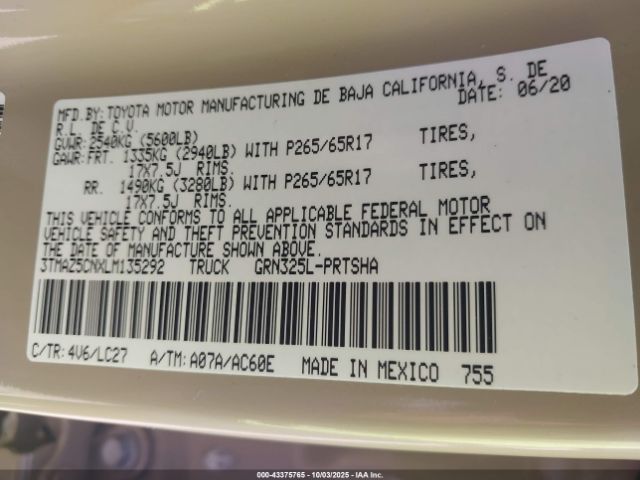 MFD.BY: TOYOTA MOTOR MANUFACTURING DE BAJA CALIFORNIA, S. DE
R.L. DE C.V. DATE: 06/20
GVWR: 2540KG (5600LB)
GAWR: FRT. 1335KG (2940LB) WITH P265/65R17 TIRES,
17X7.5J RIMS.
RR. 1490KG (3280LB) WITH P265/65R17 TIRES,
17X7.5J RIMS.
THIS VEHICLE CONFORMS TO ALL APPLICABLE FEDERAL MOTOR
VEHICLE SAFETY AND THEFT PREVENTION STANDARDS IN EFFECT ON
THE DATE OF MANUFACTURE SHOWN ABOVE.
3TMAZ5CNXLM135292 TRUCK GRN325L-PRTSHA
C/TR: 4V6/LC27 A/TM: A07A/AC60E MADE IN MEXICO 755
000-43375765 - 10/03/2025 - IAA, Inc.